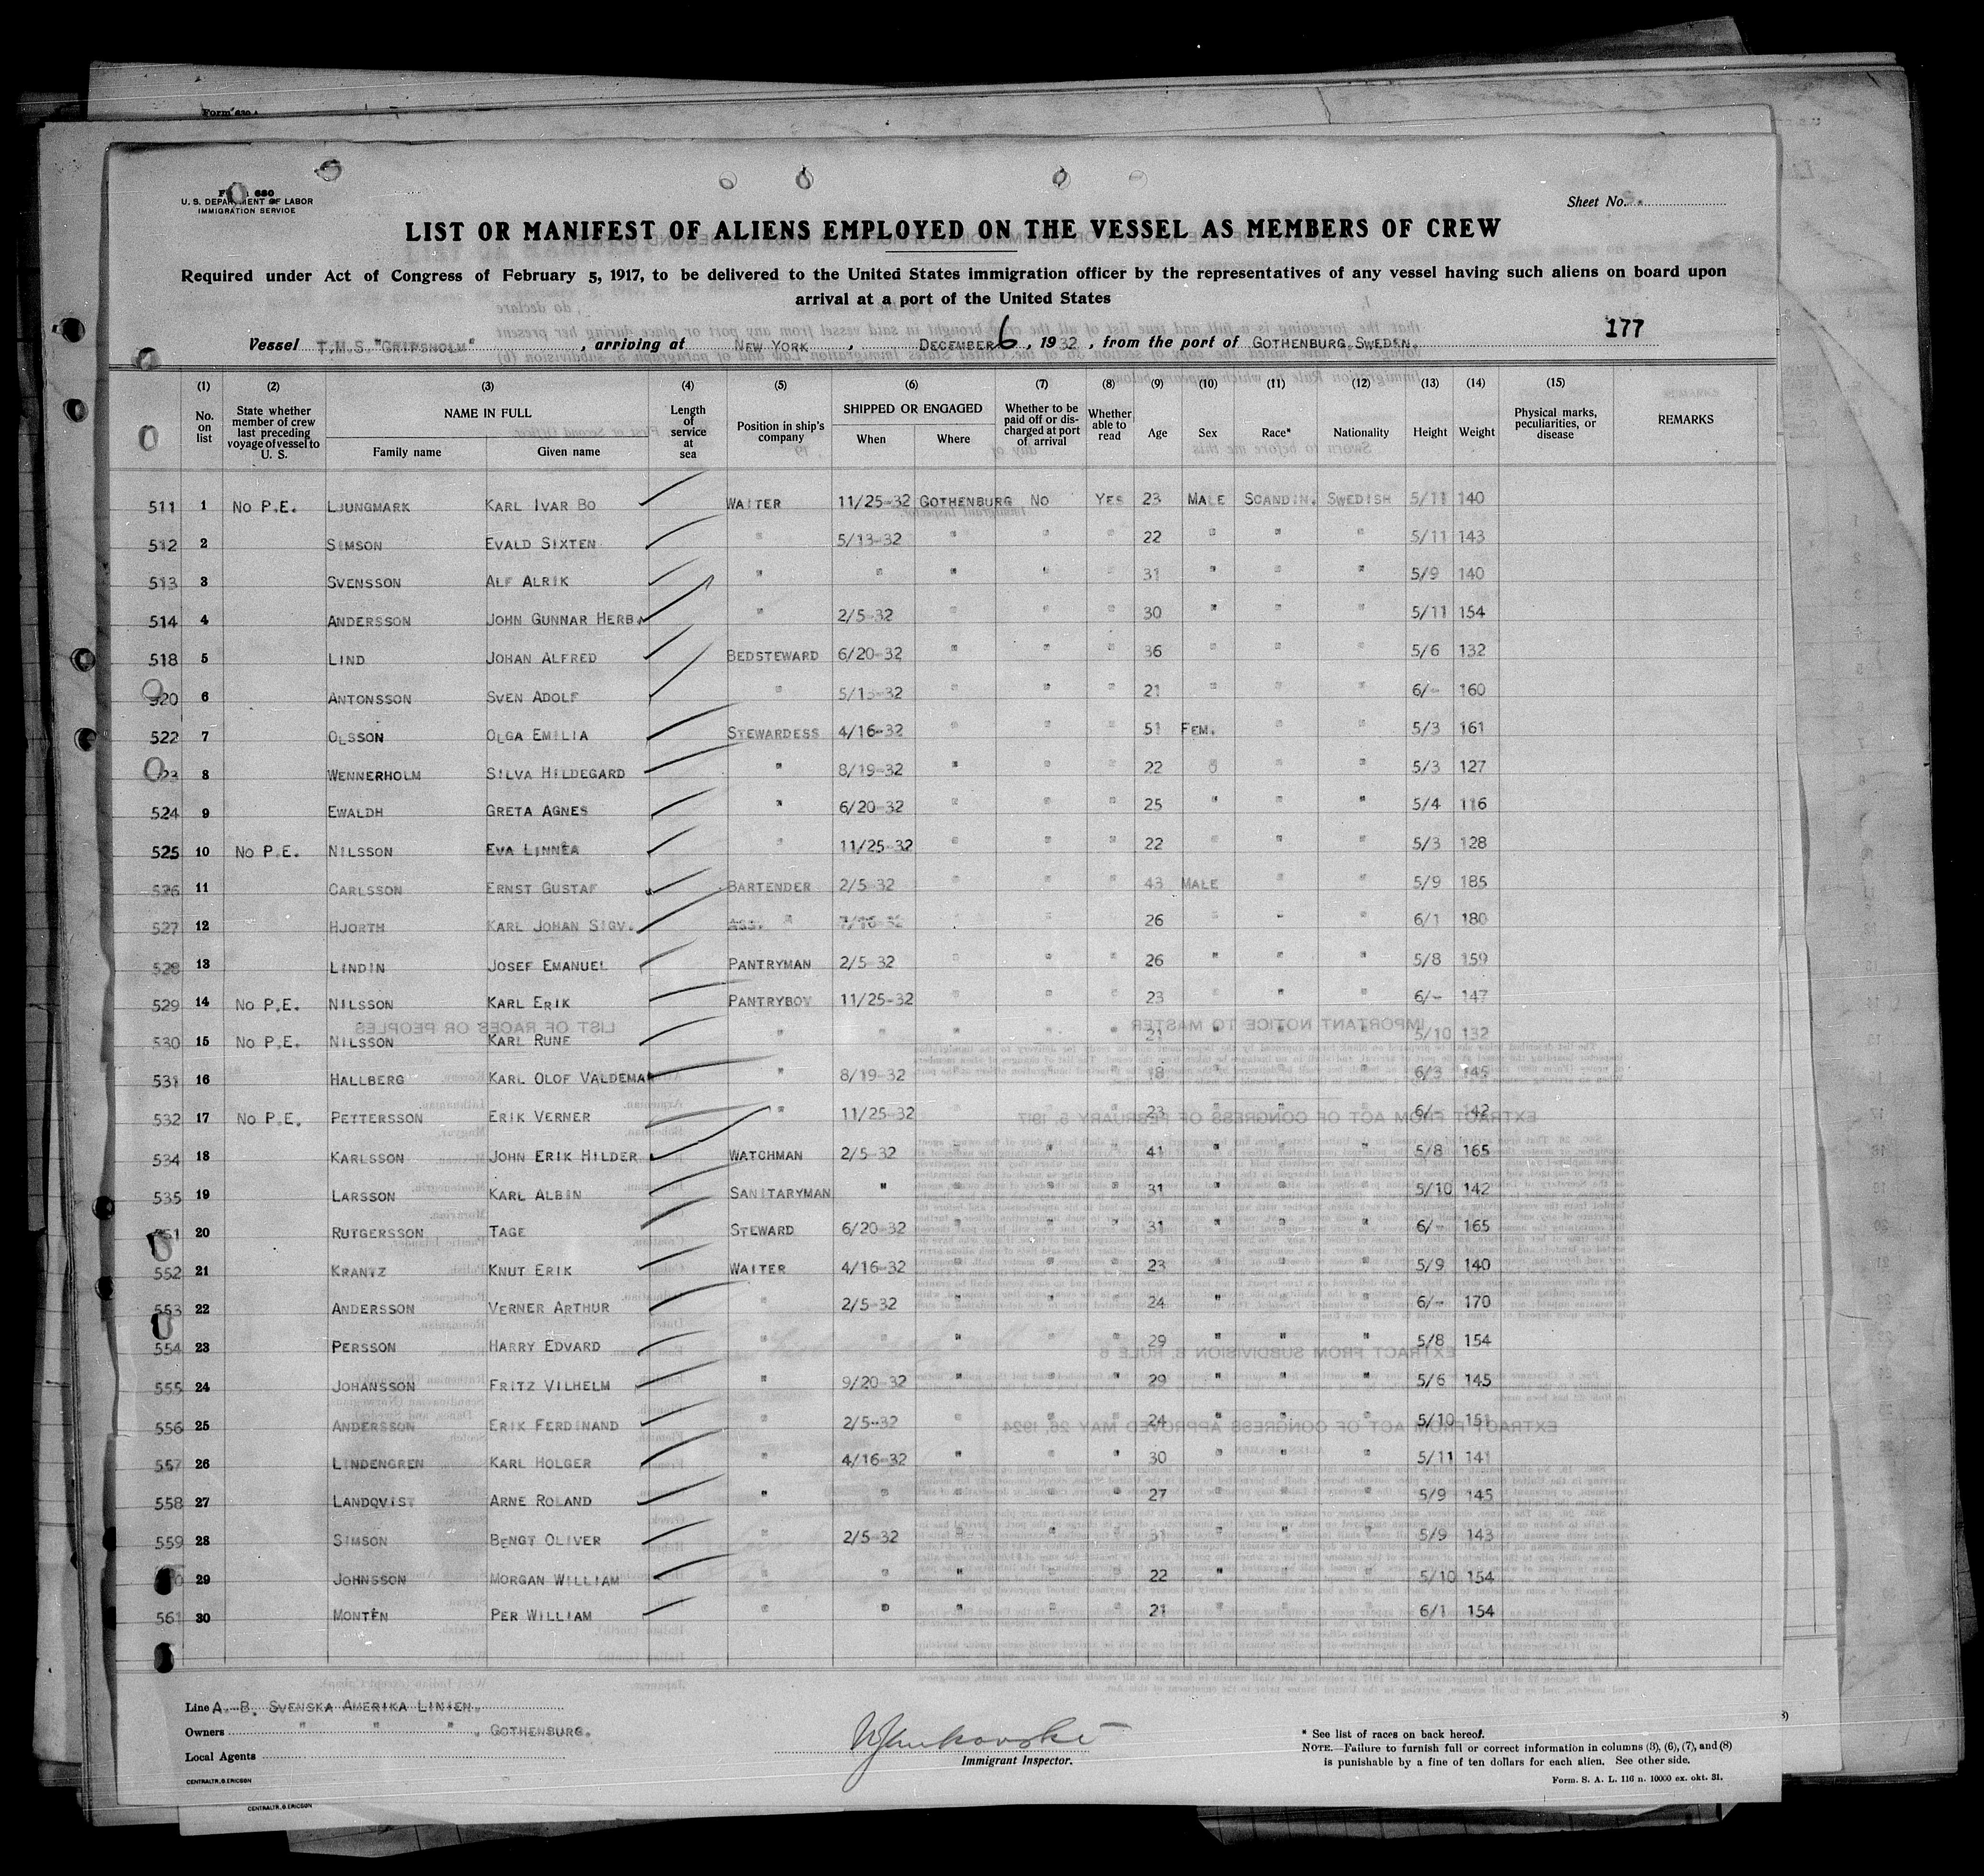 Form 630
U. S. DEPARTMENT OF LABOR
IMMIGRATION SERVICE
Sheet No.
LIST OR MANIFEST OF ALIENS EMPLOYED ON THE VESSEL AS MEMBERS OF CREW
Required under Act of Congress of February 5, 1917, to be delivered to the United States immigration officer by the representatives of any vessel having such aliens on board upon
arrival at a port of the United States
177
Vessel T.M.S. "GRIPSHOLM", arriving at NEW YORK, DECEMBER 6, 1932, from the port of GOTHENBURG, SWEDEN.
(1) (2) (3) (4) (5) (6) (7) (8) (9) (10) (11) (12) (13) (14) (15)
No. on list | State whether member of crew last preceding voyage of vessel to U. S. | NAME IN FULL Family name Given name | Length of service at sea | Position in ship's company | SHIPPED OR ENGAGED When Where | Whether to be paid off or discharged at port of arrival | Whether able to read | Age | Sex | Race* | Nationality | Height | Weight | Physical marks, peculiarities, or disease | REMARKS
511 1 No P.E. LJUNGMARK KARL IVAR BO WAITER 11/25-32 GOTHENBURG NO YES 23 MALE SCANDIN. SWEDISH 5/11 140
512 2 SIMSON EVALD SIXTEN " 5/13-32 " " " 22 " " " 5/11 143
513 3 SVENSSON ALF ALRIK " " " " " 31 " " " 5/9 140
514 4 ANDERSSON JOHN GUNNAR HERB. " 2/5-32 " " " 30 " " " 5/11 154
518 5 LIND JOHAN ALFRED BEDSTEWARD 6/20-32 " " " 36 " " " 5/6 132
520 6 ANTONSSON SVEN ADOLF " 5/13-32 " " " 21 " " " 6/- 160
522 7 OLSSON OLGA EMILIA STEWARDESS 4/16-32 " " " 51 FEM. " " 5/3 161
523 8 WENNERHOLM SILVA HILDEGARD " 8/19-32 " " " 22 " " " 5/3 127
524 9 EWALDH GRETA AGNES " 6/20-32 " " " 25 " " " 5/4 116
525 10 No P.E. NILSSON EVA LINNÉA " 11/25-32 " " " 22 " " " 5/3 128
526 11 CARLSSON ERNST GUSTAF BARTENDER 2/5-32 " " " 43 MALE " " 5/9 185
527 12 HJORTH KARL JOHAN SIGV. ASS. " 7/16-32 " " " 26 " " " 6/1 180
528 13 LINDIN JOSEF EMANUEL PANTRYMAN 2/5-32 " " " 26 " " " 5/8 159
529 14 No P.E. NILSSON KARL ERIK PANTRYBOY 11/25-32 " " " 23 " " " 6/- 147
530 15 No P.E. NILSSON KARL RUNE " " " " " 21 " " " 5/10 132
531 16 HALLBERG KARL OLOF VALDEMAR " 8/19-32 " " " 18 " " " 6/3 145
532 17 No P.E. PETTERSSON ERIK VERNER " 11/25-32 " " " 23 " " " 6/- 142
534 18 KARLSSON JOHN ERIK HILDER WATCHMAN 2/5-32 " " " 41 " " " 5/8 165
535 19 LARSSON KARL ALBIN SANITARYMAN " " " " 31 " " " 5/10 142
551 20 RUTGERSSON TAGE STEWARD 6/20-32 " " " 31 " " " 6/- 165
552 21 KRANTZ KNUT ERIK WAITER 4/16-32 " " " 23 " " " 5/9 140
553 22 ANDERSSON VERNER ARTHUR " 2/5-32 " " " 24 " " " 6/- 170
554 23 PERSSON HARRY EDVARD " " " " " 29 " " " 5/8 154
555 24 JOHANSSON FRITZ VILHELM " 9/20-32 " " " 29 " " " 5/6 145
556 25 ANDERSSON ERIK FERDINAND " 2/5-32 " " " 24 " " " 5/10 151
557 26 LINDENGREN KARL HOLGER " 4/16-32 " " " 30 " " " 5/11 141
558 27 LANDQVIST ARNE ROLAND " " " " " 27 " " " 5/9 145
559 28 SIMSON BENGT OLIVER " 2/5-32 " " " 31 " " " 5/9 143
29 JOHNSSON MORGAN WILLIAM " " " " " 22 " " " 5/10 154
561 30 MONTÉN PER WILLIAM " " " " " 21 " " " 6/1 154
Line A.-B. SVENSKA AMERIKA LINIEN.
Owners " " ", GOTHENBURG.
Local Agents
Immigrant Inspector.
* See list of races on back hereof.
NOTE.—Failure to furnish full or correct information in columns (3), (6), (7), and (8)
is punishable by a fine of ten dollars for each alien. See other side.
CENTRALTR, G. ERICSON
Form. S. A. L. 116 n. 10000 ex. okt. 31.
CENTRALTR, G. ERICSON